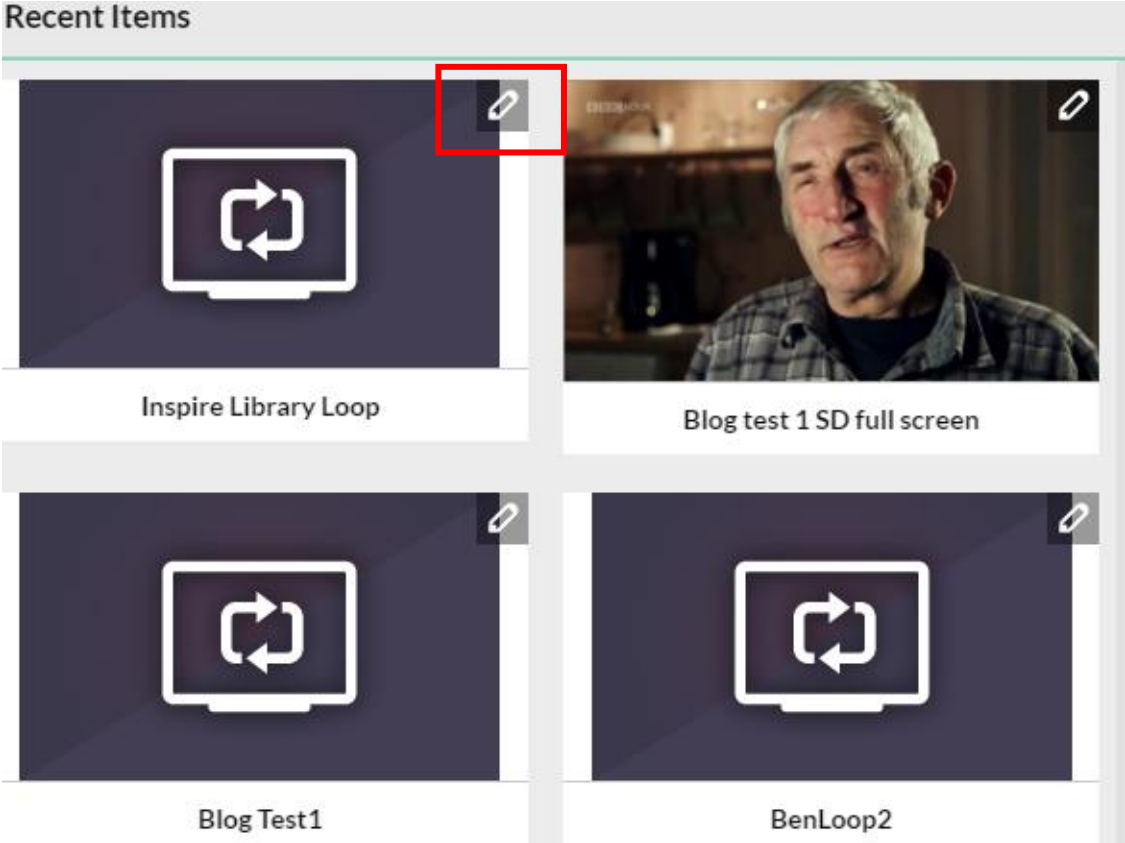 Recent Items
Inspire Library Loop
Blog test 1 SD full screen
Blog Test1
BenLoop2